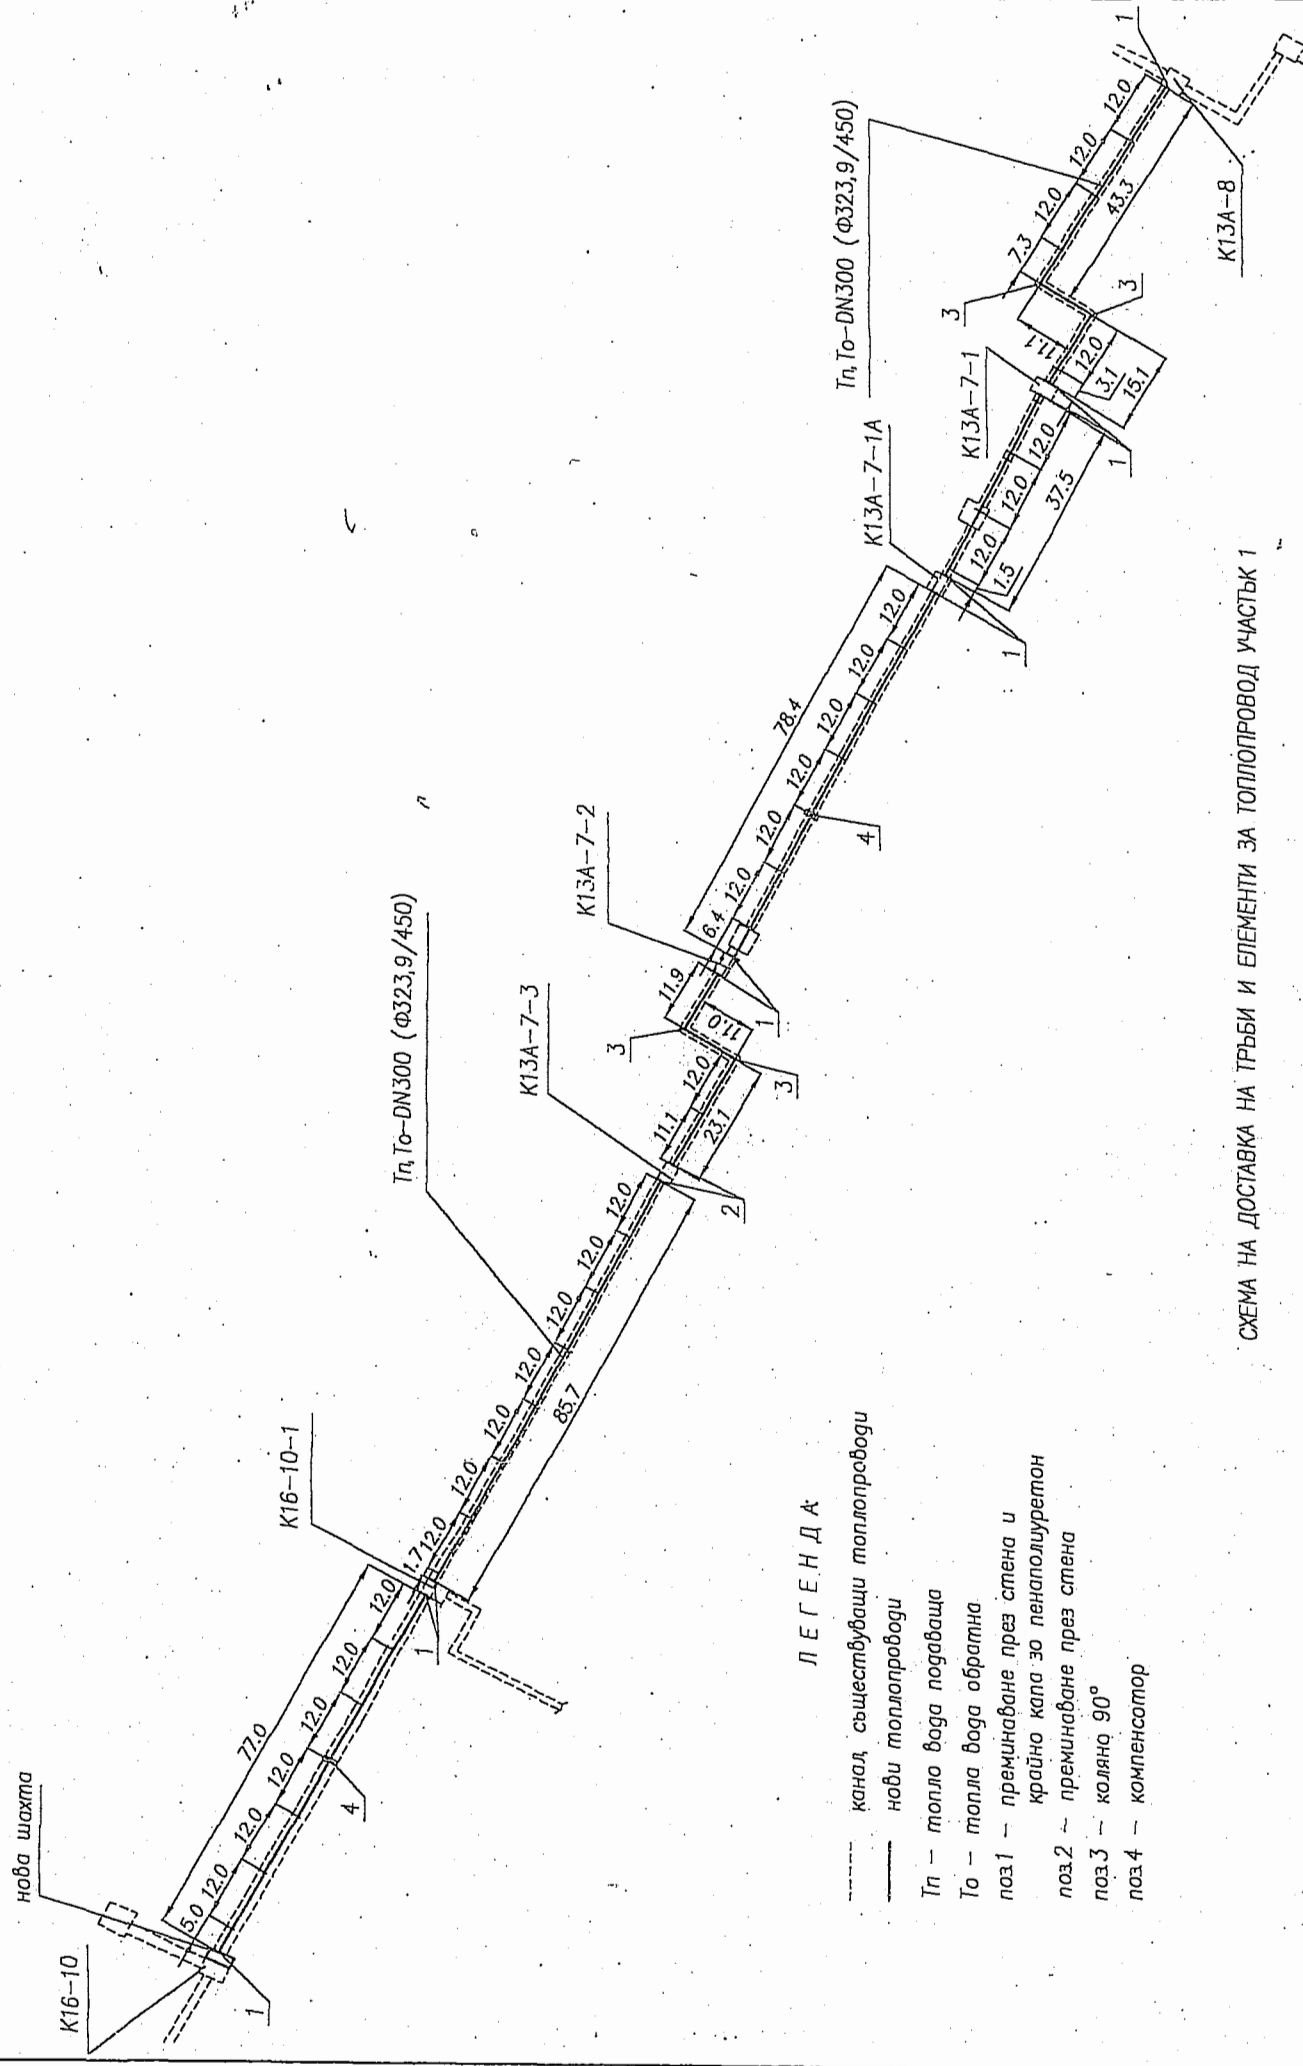 нова шахта
К16-10
1
5.0
12.0
12.0
12.0
12.0
12.0
12.0
77.0
4
К16-10-1
1
1.7
12.0
12.0
12.0
12.0
12.0
12.0
12.0
85.7
Тп,То-DN300 (Ф323,9/450)
К13А-7-3
2
11.1
12.0
23.1
3
11.0
3
11.9
К13А-7-2
1
6.4
12.0
12.0
12.0
12.0
12.0
12.0
78.4
4
К13А-7-1А
1
1.5
12.0
12.0
12.0
37.5
К13А-7-1
1
3.1
12.0
15.1
11.1
3
3
7.3
12.0
12.0
12.0
43.3
Тп,То-DN300 (Ф323,9/450)
К13А-8
1
Л Е Г Е Н Д А:
канал, съществуващи топлопроводи
нови топлопроводи
Тп - топло вода подаваща
То - топла вода обратна
поз.1 - преминаване през стена и
крайно капа за пенаполиуретон
поз.2 - преминаване през стена
поз.3 - коляно 90°
поз.4 - компенсатор
СХЕМА НА ДОСТАВКА НА ТРЪБИ И ЕЛЕМЕНТИ ЗА ТОПЛОПРОВОД УЧАСТЪК 1